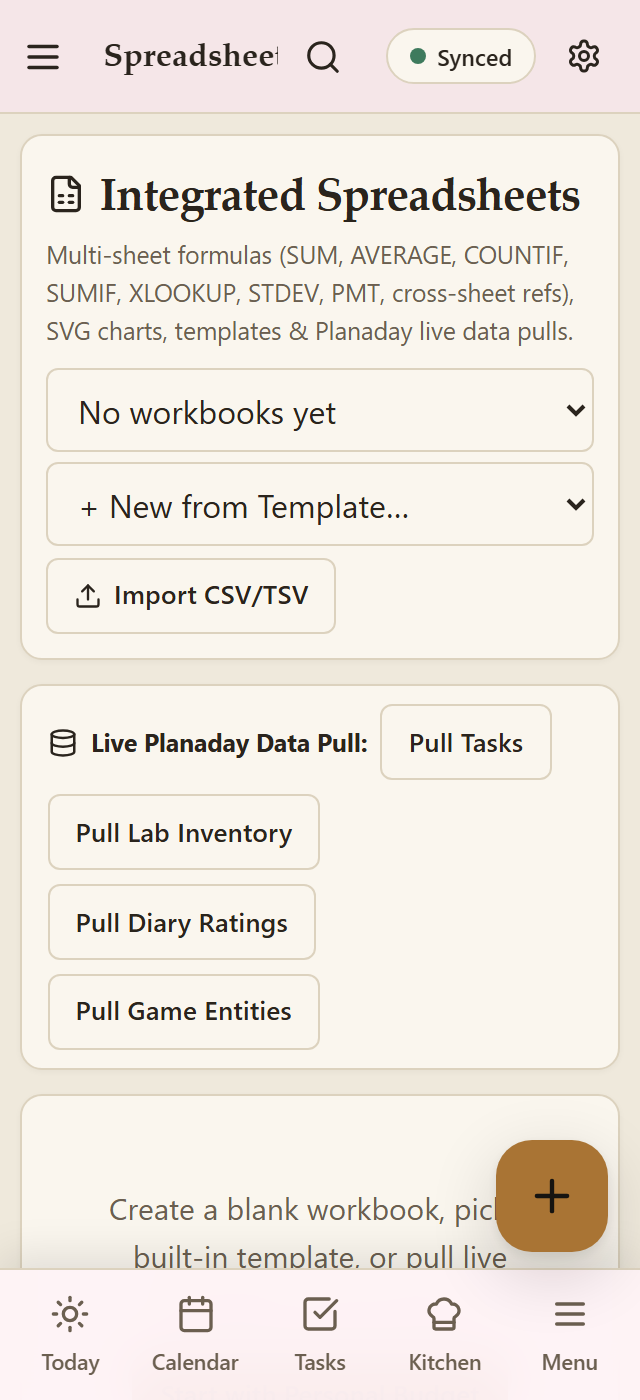 Spreadsheet
Synced
Integrated Spreadsheets
Multi-sheet formulas (SUM, AVERAGE, COUNTIF,
SUMIF, XLOOKUP, STDEV, PMT, cross-sheet refs),
SVG charts, templates & Planaday live data pulls.
No workbooks yet
+ New from Template...
Import CSV/TSV
Live Planaday Data Pull: Pull Tasks
Pull Lab Inventory
Pull Diary Ratings
Pull Game Entities
Create a blank workbook,
built-in template, or pull live
Today Calendar Tasks Kitchen Menu